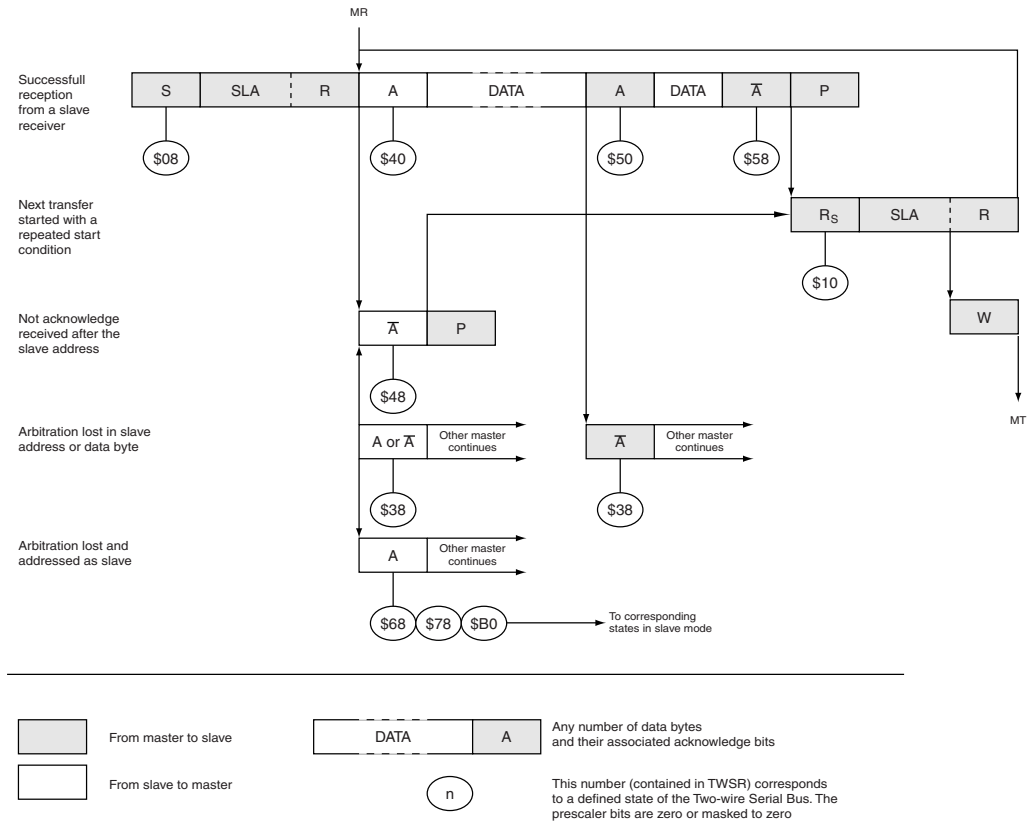 MR
Successfull
reception
from a slave
receiver
S SLA R A DATA A DATA A̅ P
$08 $40 $50 $58
Next transfer
started with a
repeated start
condition
RS SLA R
$10
Not acknowledge
received after the
slave address
A̅ P
W
$48
MT
Arbitration lost in slave
address or data byte
A or A̅
Other master
continues
A̅
Other master
continues
$38 $38
Arbitration lost and
addressed as slave
A
Other master
continues
$68 $78 $B0
To corresponding
states in slave mode
From master to slave
DATA A
Any number of data bytes
and their associated acknowledge bits
From slave to master
n
This number (contained in TWSR) corresponds
to a defined state of the Two-wire Serial Bus. The
prescaler bits are zero or masked to zero